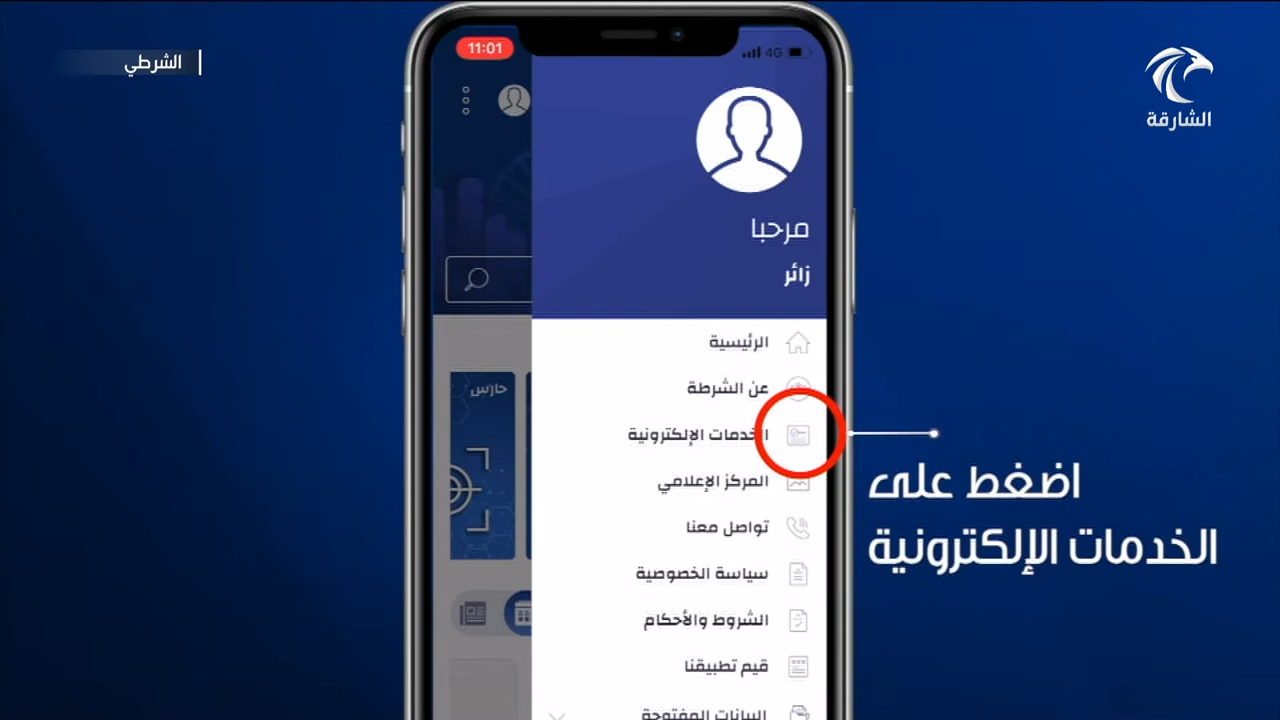 الشرطي
الشارقة
11:01
4G
مرحبا
زائر
حارس
الرئيسية
عن الشرطة
الخدمات الإلكترونية
المركز الإعلامي
تواصل معنا
سياسة الخصوصية
الشروط والأحكام
قيم تطبيقنا
البيانات المفتوحة
اضغط على
الخدمات الإلكترونية